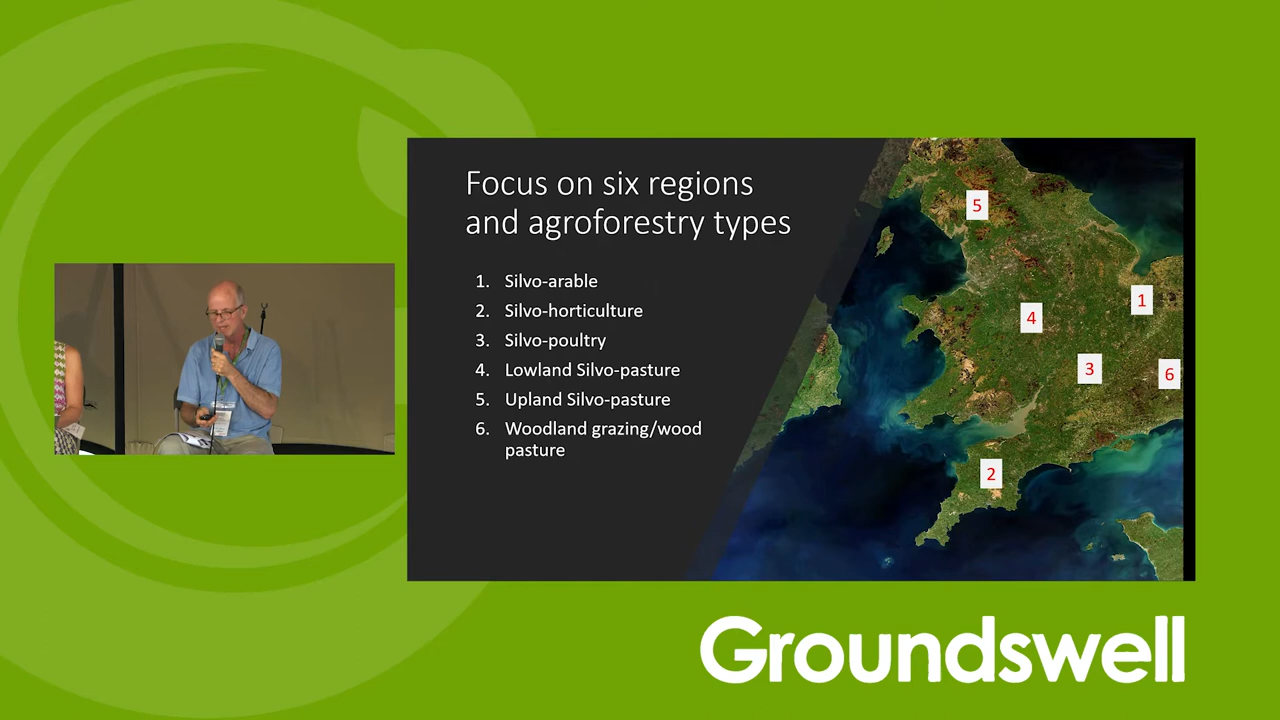 Focus on six regions
and agroforestry types
1. Silvo-arable
2. Silvo-horticulture
3. Silvo-poultry
4. Lowland Silvo-pasture
5. Upland Silvo-pasture
6. Woodland grazing/wood
pasture
5
1
4
3
6
2
Groundswell